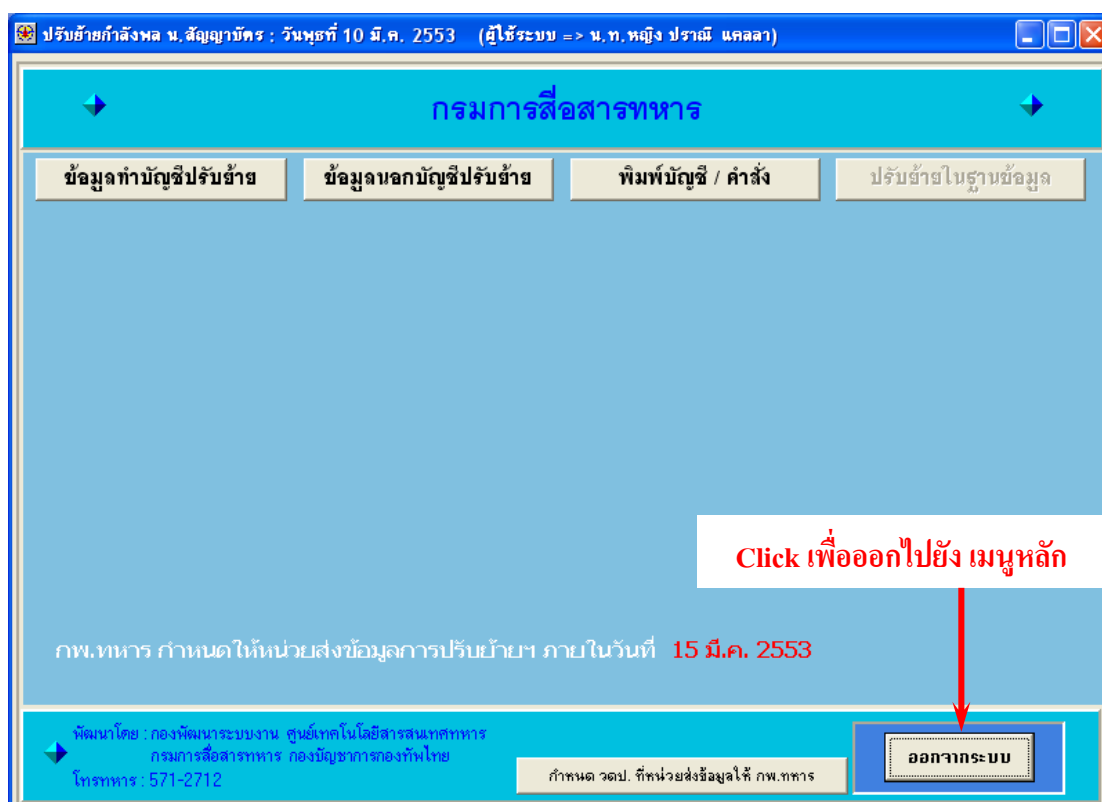 ปรับย้ายกำลังพล น.สัญญาบัตร : วันพุธที่ 10 มี.ค. 2553 (ผู้ใช้ระบบ => น.ท.หญิง ปราณี แคลลา)
กรมการสื่อสารทหาร
ข้อมูลทำบัญชีปรับย้าย ข้อมูลนอกบัญชีปรับย้าย พิมพ์บัญชี / คำสั่ง ปรับย้ายในฐานข้อมูล
Click เพื่อออกไปยัง เมนูหลัก
กพ.ทหาร กำหนดให้หน่วยส่งข้อมูลการปรับย้ายฯ ภายในวันที่ 15 มี.ค. 2553
พัฒนาโดย : กองพัฒนาระบบงาน ศูนย์เทคโนโลยีสารสนเทศทหาร
กรมการสื่อสารทหาร กองบัญชาการกองทัพไทย
โทรทหาร : 571-2712
กำหนด วดป. ที่หน่วยส่งข้อมูลให้ กพ.ทหาร
ออกจากระบบ